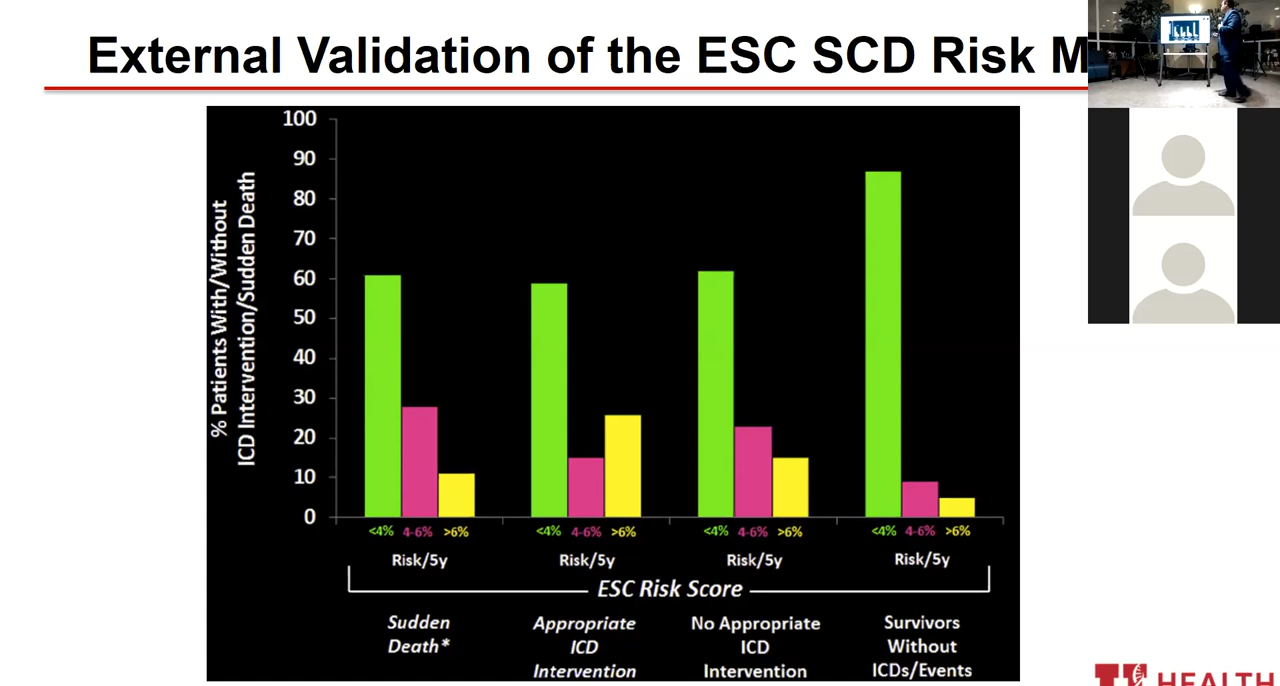 External Validation of the ESC SCD Risk M
% Patients With/Without
ICD Intervention/Sudden Death
100
90
80
70
60
50
40
30
20
10
0
<4% 4-6% >6% <4% 4-6% >6% <4% 4-6% >6% <4% 4-6% >6%
Risk/5y Risk/5y Risk/5y Risk/5y
ESC Risk Score
Sudden
Death*
Appropriate
ICD
Intervention
No Appropriate
ICD
Intervention
Survivors
Without
ICDs/Events
HEALTH